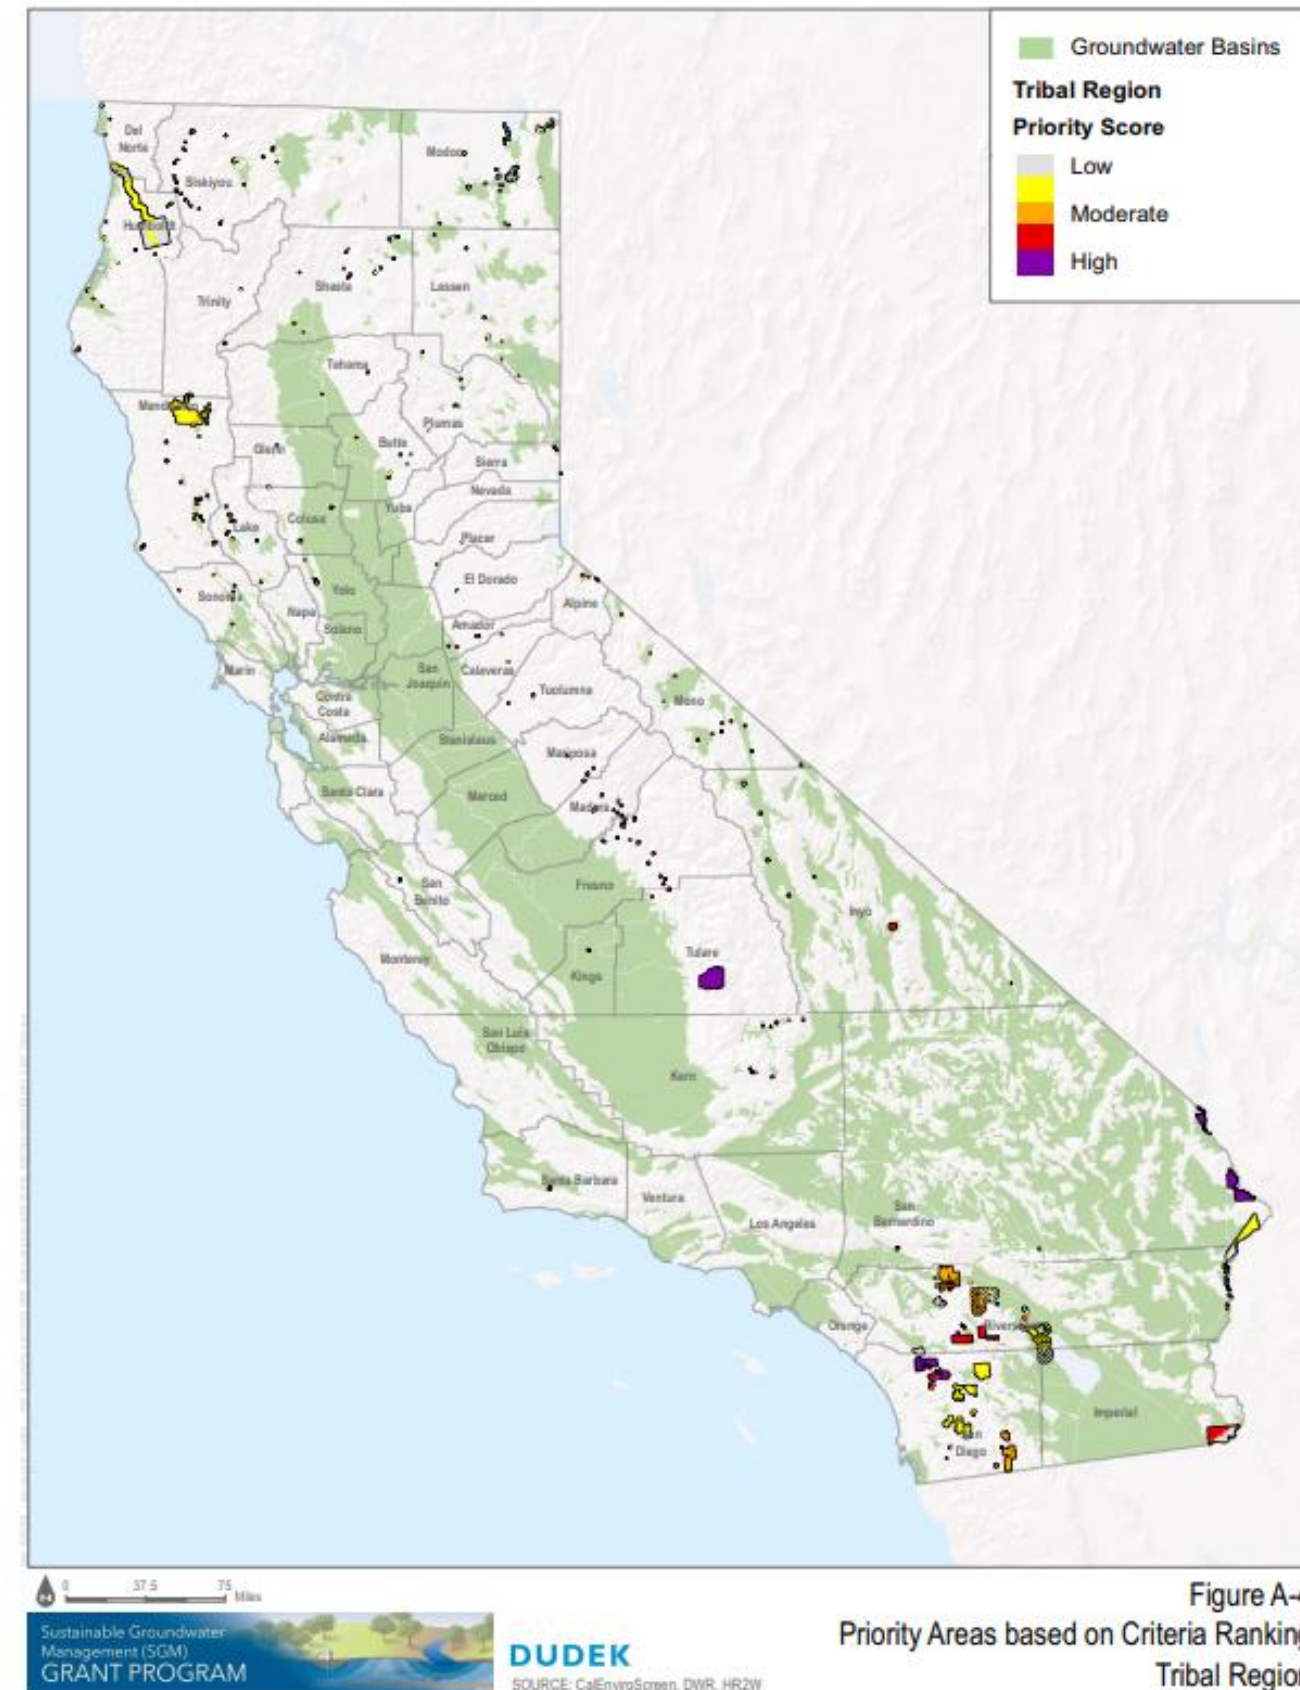 Groundwater Basins
Tribal Region
Priority Score
Low
Moderate
High
Del
Norte
Modoc
Siskiyou
Humboldt
Shasta
Lassen
Trinity
Tehama
Plumas
Glenn
Butte
Sierra
Nevada
Yuba
Colusa
Lake
Placer
El Dorado
Yolo
Sonoma
Napa
Alpine
Solano
Amador
Marin
San
Joaquin
Calaveras
Tuolumne
Contra
Costa
Mono
Alameda
Stanislaus
Mariposa
Santa Clara
Merced
Madera
San
Benito
Fresno
Inyo
Monterey
Tulare
Kings
San Luis
Obispo
Kern
Santa Barbara
Ventura
Los Angeles
San
Bernardino
Orange
Imperial
San
Diego
0 37.5 75
Miles
Figure A-4
Sustainable Groundwater
Management (SGM)
GRANT PROGRAM
DUDEK
SOURCE: CalEnviroScreen, DWR, HR2W
Priority Areas based on Criteria Ranking
Tribal Region